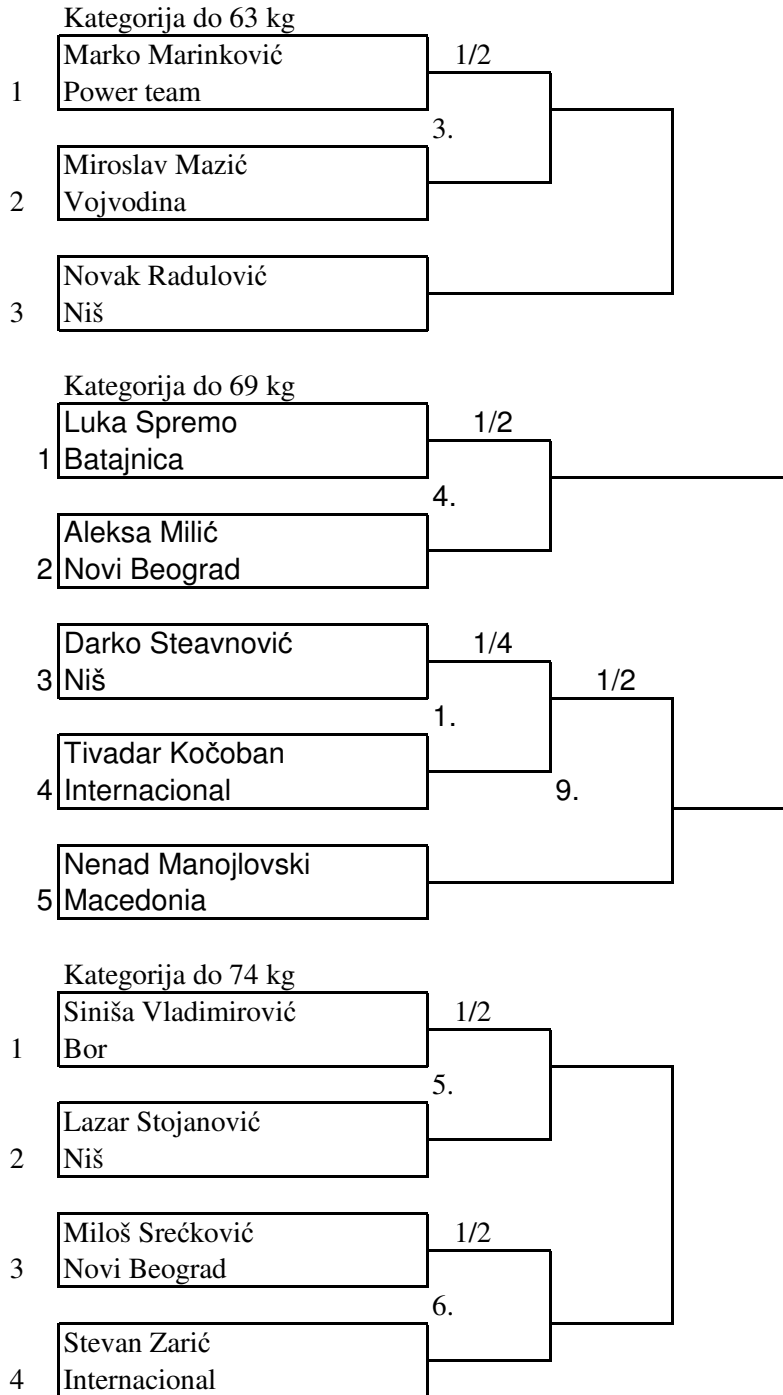 Kategorija do 63 kg
Marko Marinković 1/2
1 Power team
3.
Miroslav Mazić
2 Vojvodina
Novak Radulović
3 Niš
Kategorija do 69 kg
Luka Spremo 1/2
1 Batajnica
4.
Aleksa Milić
2 Novi Beograd
Darko Steavnović 1/4
3 Niš 1/2
1.
Tivadar Kočoban
4 Internacional 9.
Nenad Manojlovski
5 Macedonia
Kategorija do 74 kg
Siniša Vladimirović 1/2
1 Bor
5.
Lazar Stojanović
2 Niš
Miloš Srećković 1/2
3 Novi Beograd
6.
Stevan Zarić
4 Internacional